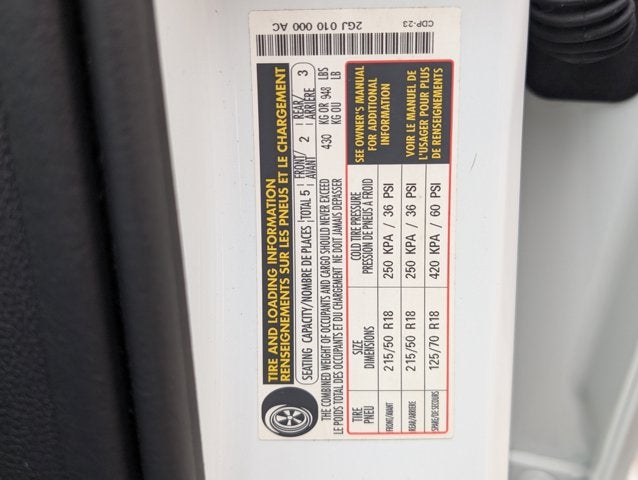 TIRE AND LOADING INFORMATION
RENSEIGNEMENTS SUR LES PNEUS ET LE CHARGEMENT
SEATING CAPACITY/NOMBRE DE PLACES TOTAL 5 FRONT/AVANT 2 REAR/ARRIÈRE 3
THE COMBINED WEIGHT OF OCCUPANTS AND CARGO SHOULD NEVER EXCEED 430 KG OR 948 LBS
LE POIDS TOTAL DES OCCUPANTS ET DU CHARGEMENT NE DOIT JAMAIS DÉPASSER KG OU LB
TIRE PNEU SIZE DIMENSIONS COLD TIRE PRESSURE PRESSION DE PNEUS À FROID
FRONT/AVANT 215/50 R18 250 KPA / 36 PSI
REAR/ARRIERE 215/50 R18 250 KPA / 36 PSI
SPARE/DE SECOURS 125/70 R18 420 KPA / 60 PSI
SEE OWNER'S MANUAL
FOR ADDITIONAL
INFORMATION
VOIR LE MANUEL DE
L'USAGER POUR PLUS
DE RENSEIGNEMENTS
2GJ 010 000 AC
CDP-23